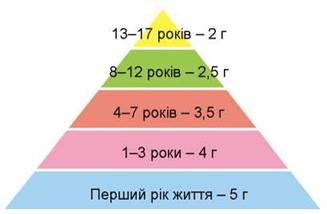 13–17 років – 2 г
8–12 років – 2,5 г
4–7 років – 3,5 г
1–3 роки – 4 г
Перший рік життя – 5 г